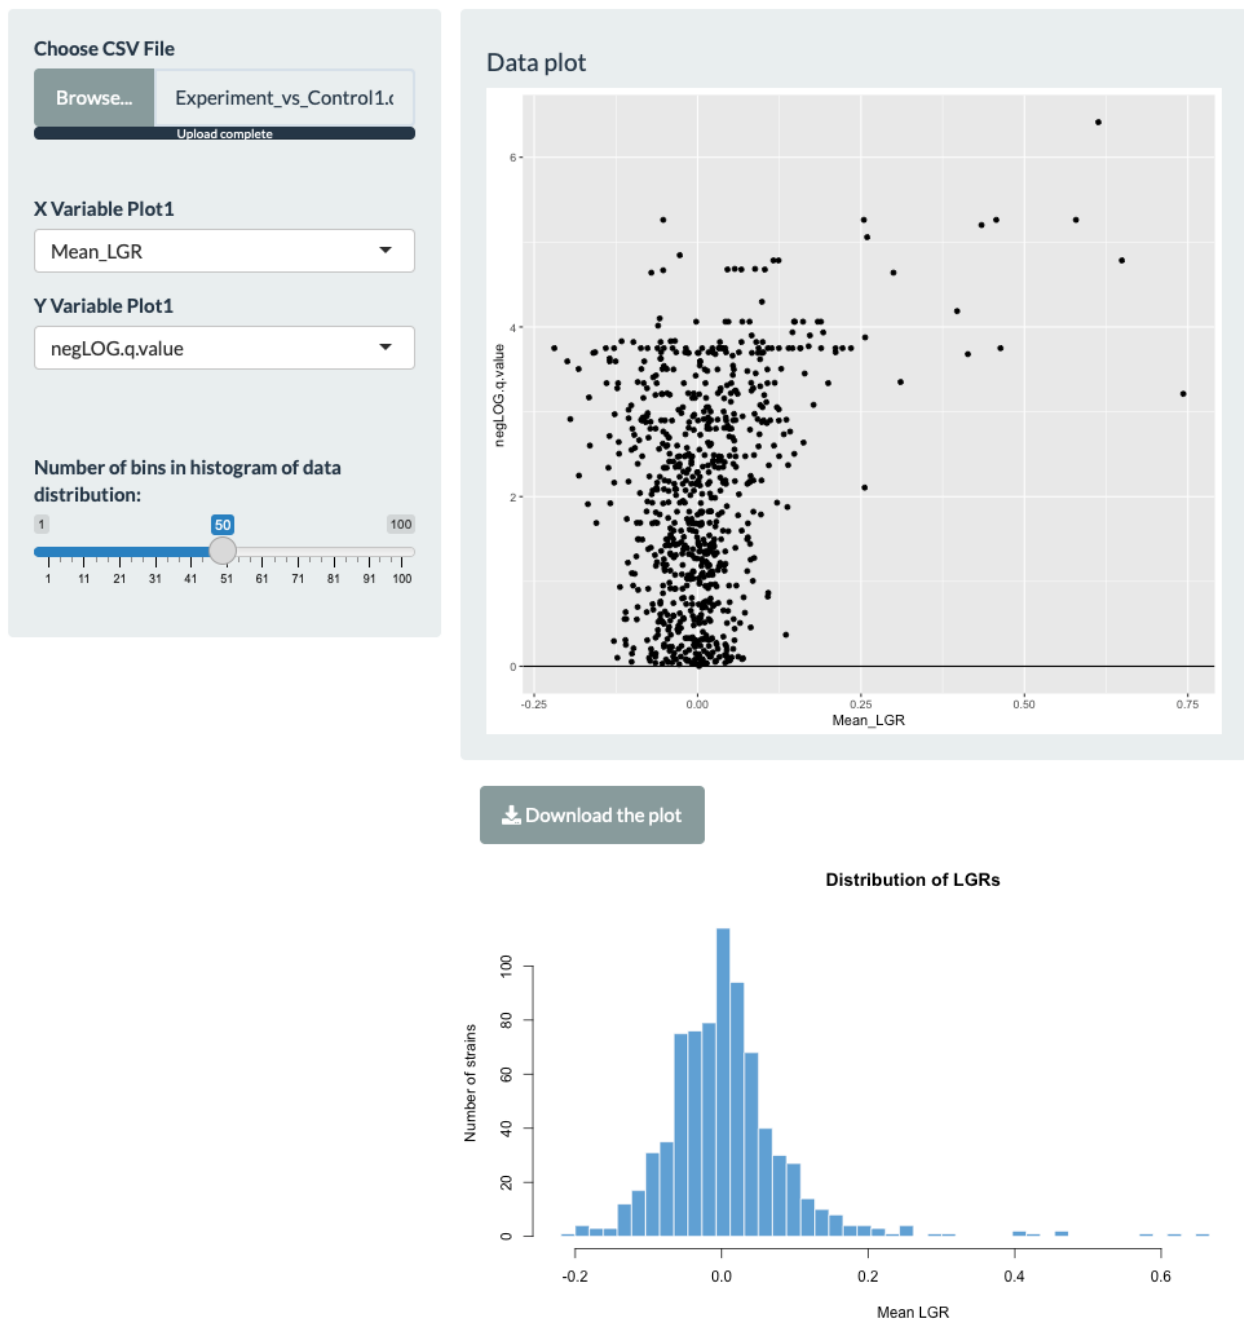 Choose CSV File
Browse...
Experiment_vs_Control1.c
Upload complete
X Variable Plot1
Mean_LGR
Y Variable Plot1
negLOG.q.value
Number of bins in histogram of data
distribution:
1 50 100
1 11 21 31 41 51 61 71 81 91 100
Data plot
negLOG.q.value
6
4
2
0
-0.25 0.00 0.25 0.50 0.75
Mean_LGR
Download the plot
Distribution of LGRs
Number of strains
100
80
60
40
20
0
-0.2 0.0 0.2 0.4 0.6
Mean LGR